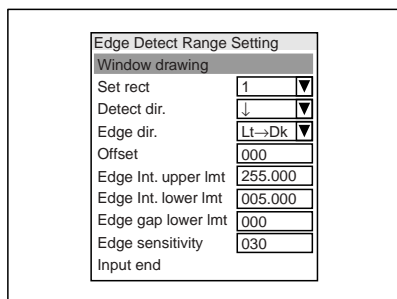 Edge Detect Range Setting
Window drawing
Set rect 1 ▼
Detect dir. ↓ ▼
Edge dir. Lt→Dk ▼
Offset 000
Edge Int. upper lmt 255.000
Edge Int. lower lmt 005.000
Edge gap lower lmt 000
Edge sensitivity 030
Input end